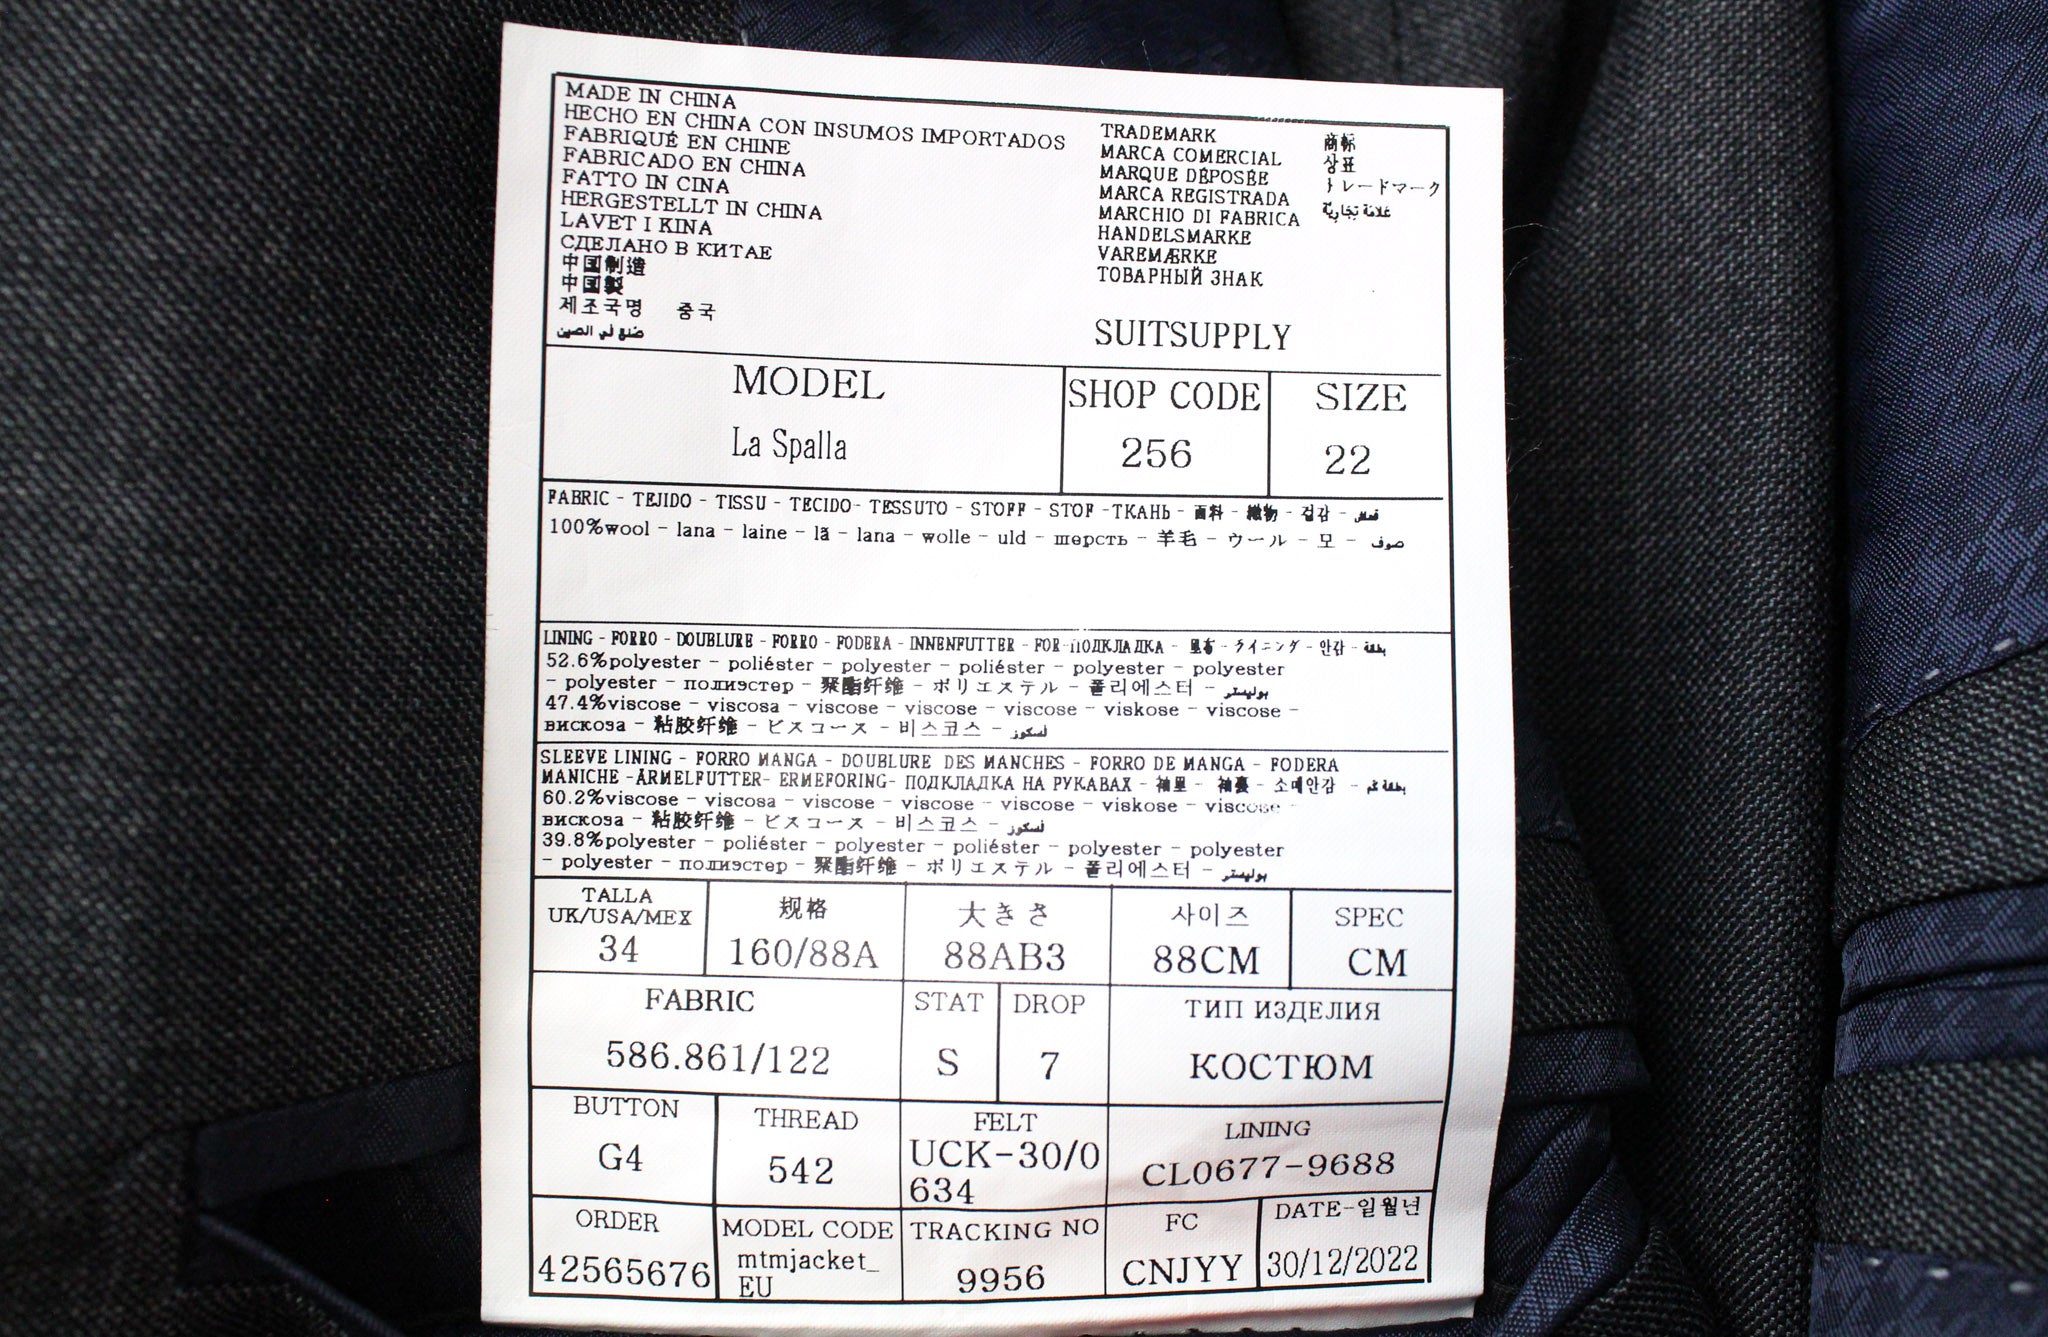 MADE IN CHINA
HECHO EN CHINA CON INSUMOS IMPORTADOS
FABRIQUÉ EN CHINE
FABRICADO EN CHINA
FATTO IN CINA
HERGESTELLT IN CHINA
LAVET I KINA
СДЕЛАНО В КИТАЕ
中国制造
中国製
제조국명 중국
صنع في الصين
TRADEMARK
MARCA COMERCIAL
MARQUE DÉPOSÉE
MARCA REGISTRADA
MARCHIO DI FABRICA
HANDELSMARKE
VAREMÆRKE
ТОВАРНЫЙ ЗНАК
商标
상표
トレードマーク
عَلامَة تِجَارِيَّة
SUITSUPPLY
MODEL
La Spalla
SHOP CODE
256
SIZE
22
FABRIC - TEJIDO - TISSU - TECIDO- TESSUTO - STOFF - STOF -ТКАНЬ - 面料 - 織物 - 겉감 - قماش
100%wool - lana - laine - lã - lana - wolle - uld - шерсть - 羊毛 - ウール - 모 - صوف
LINING - FORRO - DOUBLURE - FORRO - FODERA - INNENFUTTER - FOR-ПОДКЛАДКА - 里布 - ライニング - 안감 - بطانة
52.6%polyester - poliéster - polyester - poliéster - polyester - polyester
- polyester - полиэстер - 聚酯纤维 - ポリエステル - 폴리에스터 - بوليستر
47.4%viscose - viscosa - viscose - viscose - viscose - viskose - viscose -
вискоза - 粘胶纤维 - ビスコース - 비스코스 - فسكوز
SLEEVE LINING - FORRO MANGA - DOUBLURE DES MANCHES - FORRO DE MANGA - FODERA
MANICHE -ÄRMELFUTTER- ERMEFORING- ПОДКЛАДКА НА РУКАВАХ - 袖里 - 袖裏 - 소매안감 - بطانة كم
60.2%viscose - viscosa - viscose - viscose - viscose - viskose - viscose -
вискоза - 粘胶纤维 - ビスコース - 비스코스 - فسكوز
39.8%polyester - poliéster - polyester - poliéster - polyester - polyester
- polyester - полиэстер - 聚酯纤维 - ポリエステル - 폴리에스터 - بوليستر
TALLA
UK/USA/MEX
34
规格
160/88A
大きさ
88AB3
사이즈
88CM
SPEC
CM
FABRIC
586.861/122
STAT
S
DROP
7
ТИП ИЗДЕЛИЯ
КОСТЮМ
BUTTON
G4
THREAD
542
FELT
UCK-30/0
634
LINING
CL0677-9688
ORDER
42565676
MODEL CODE
mtmjacket_
EU
TRACKING NO
9956
FC
CNJYY
DATE-일월년
30/12/2022